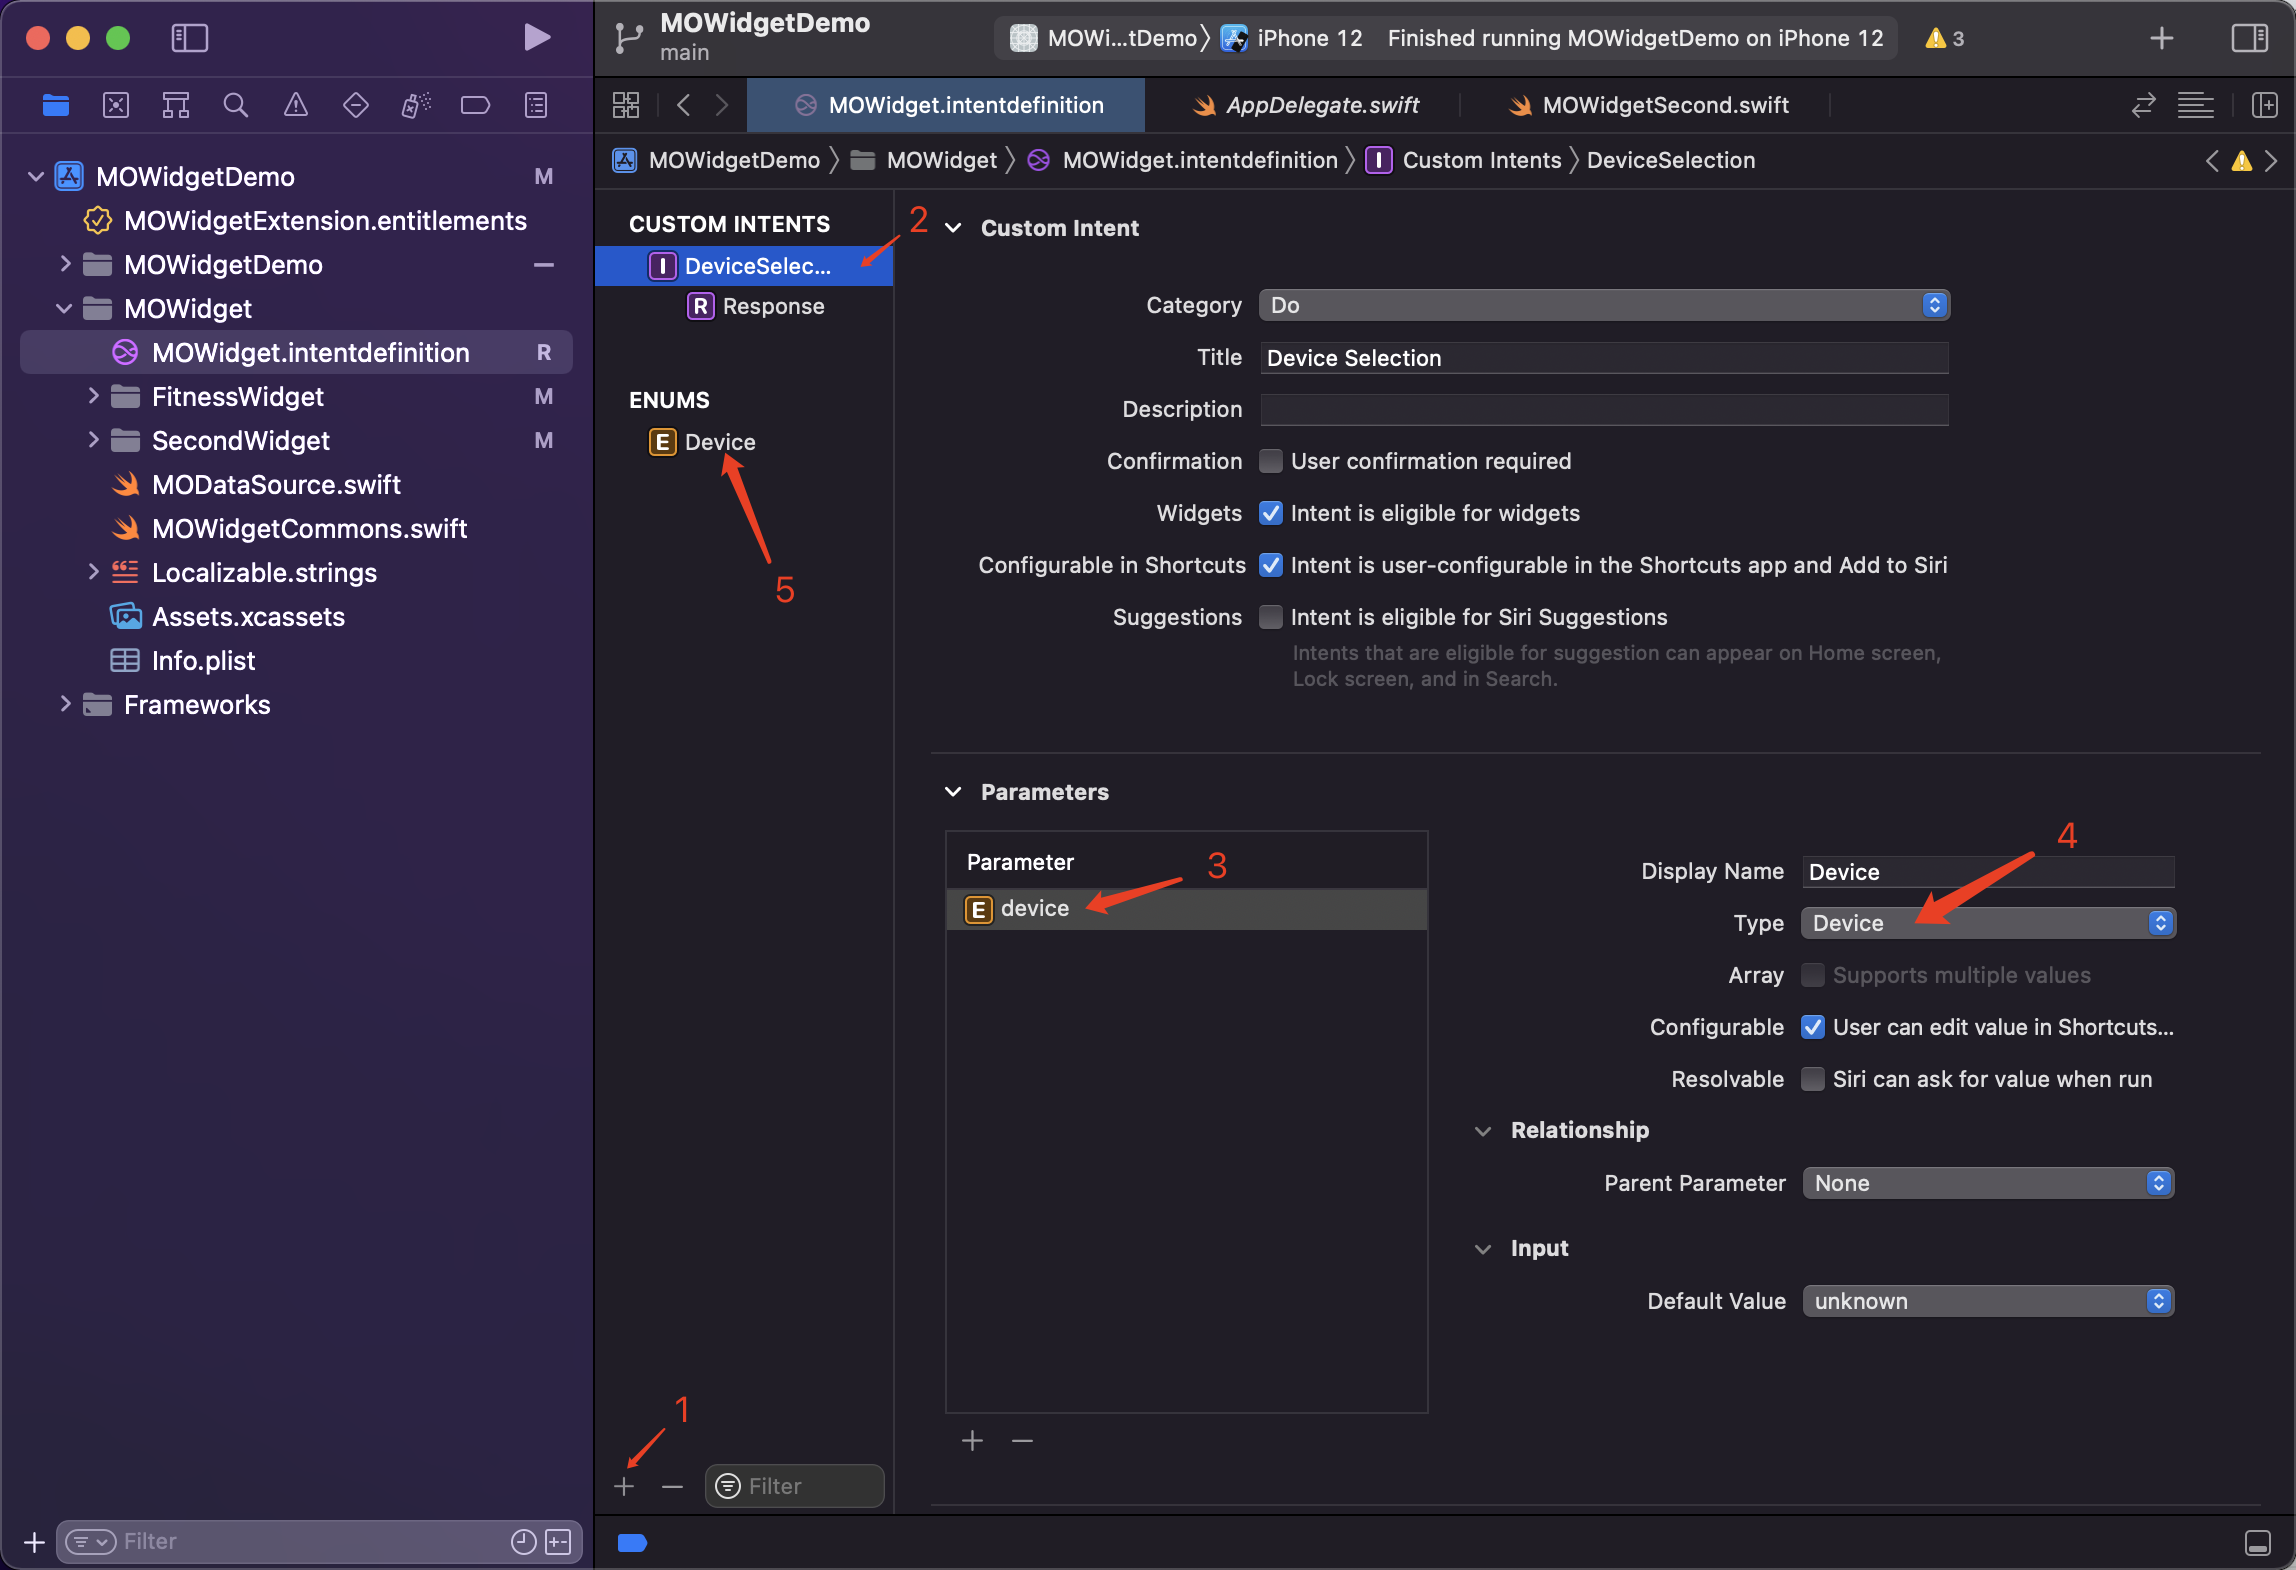 MOWidgetDemo
main
MOWi...tDemo
iPhone 12
Finished running MOWidgetDemo on iPhone 12
3
MOWidget.intentdefinition
AppDelegate.swift
MOWidgetSecond.swift
MOWidgetDemo
MOWidget
MOWidget.intentdefinition
I
Custom Intents
DeviceSelection
MOWidgetDemo M
MOWidgetExtension.entitlements
MOWidgetDemo
MOWidget
MOWidget.intentdefinition R
FitnessWidget M
SecondWidget M
MODataSource.swift
MOWidgetCommons.swift
Localizable.strings
Assets.xcassets
Info.plist
Frameworks
Filter
CUSTOM INTENTS
2
I DeviceSelec...
R Response
ENUMS
E Device
5
1
Filter
Custom Intent
Category Do
Title Device Selection
Description
Confirmation User confirmation required
Widgets Intent is eligible for widgets
Configurable in Shortcuts Intent is user-configurable in the Shortcuts app and Add to Siri
Suggestions Intent is eligible for Siri Suggestions
Intents that are eligible for suggestion can appear on Home screen,
Lock screen, and in Search.
Parameters
Parameter
3
E device
4
Display Name Device
Type Device
Array Supports multiple values
Configurable User can edit value in Shortcuts...
Resolvable Siri can ask for value when run
Relationship
Parent Parameter None
Input
Default Value unknown